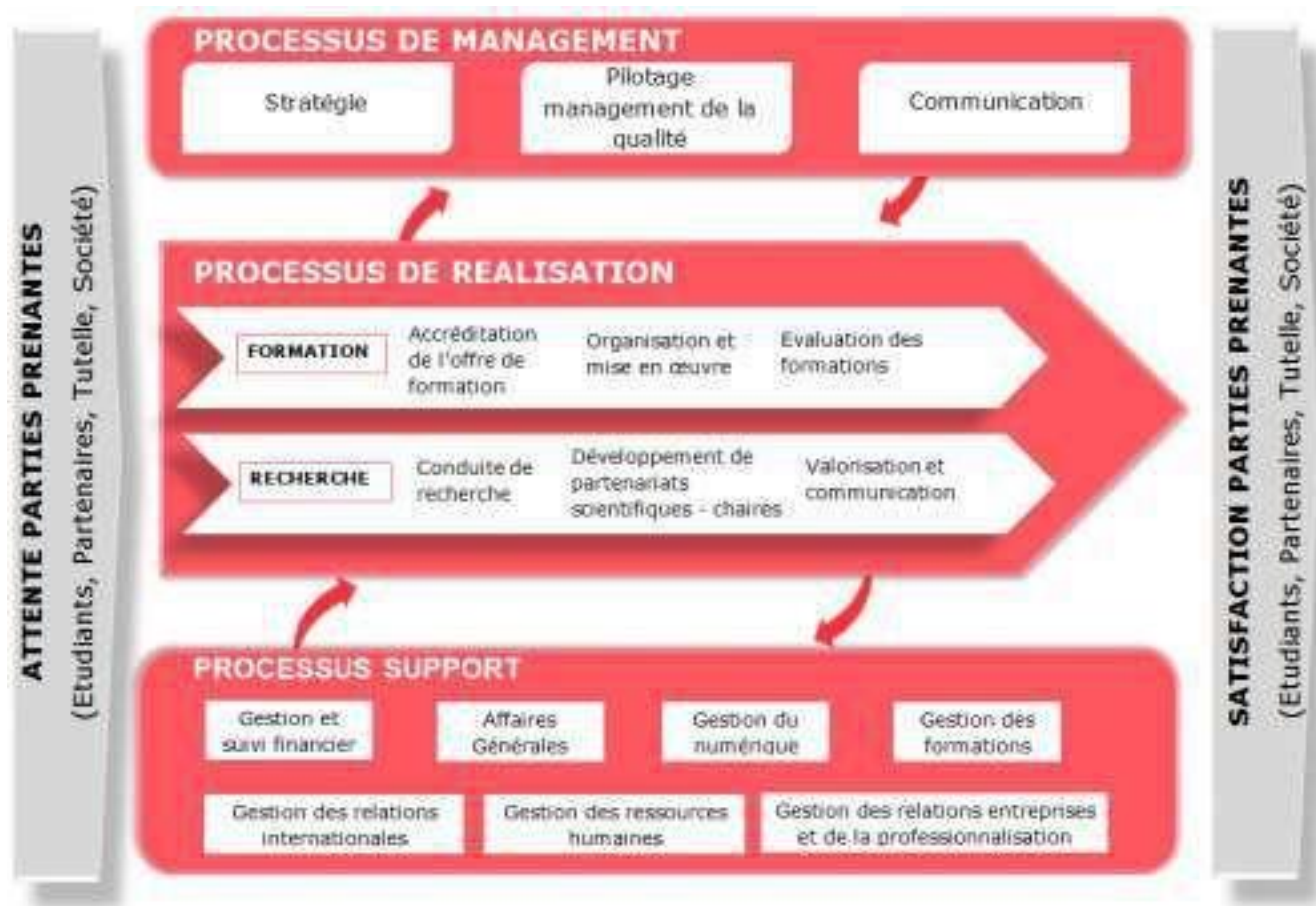 ATTENTE PARTIES PRENANTES
(Etudiants, Partenaires, Tutelle, Société)
PROCESSUS DE MANAGEMENT
Stratégie
Pilotage
management de la
qualité
Communication
PROCESSUS DE REALISATION
FORMATION
Accréditation
de l'offre de
formation
Organisation et
mise en œuvre
Evaluation des
formations
RECHERCHE
Conduite de
recherche
Développement de
partenariats
scientifiques - chaires
Valorisation et
communication
PROCESSUS SUPPORT
Gestion et
suivi financier
Affaires
Générales
Gestion du
numérique
Gestion des
formations
Gestion des relations
internationales
Gestion des ressources
humaines
Gestion des relations entreprises
et de la professionnalisation
SATISFACTION PARTIES PRENANTES
(Etudiants, Partenaires, Tutelle, Société)